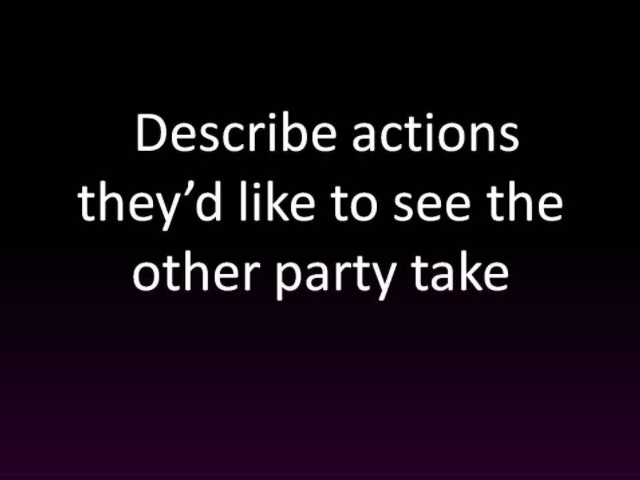 Describe actions
they’d like to see the
other party take